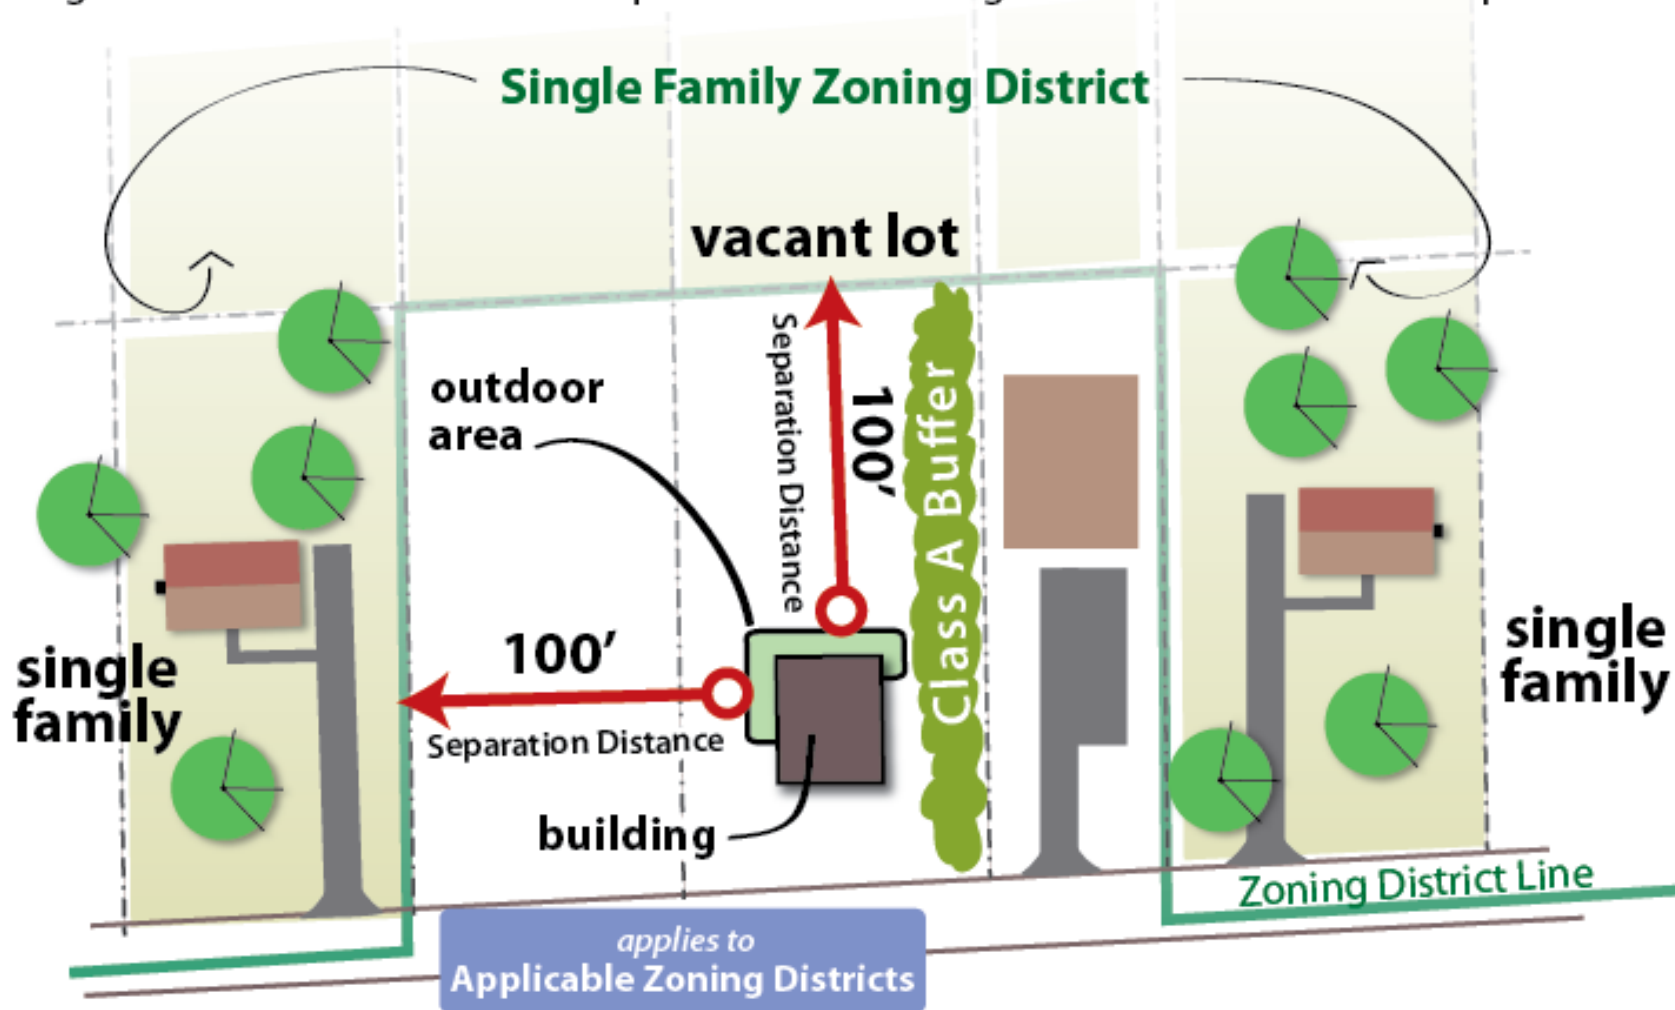 Single Family Zoning District
vacant lot
outdoor
area
Separation Distance
100’
Class A Buffer
100’
Separation Distance
single
family
single
family
building
Zoning District Line
applies to
Applicable Zoning Districts